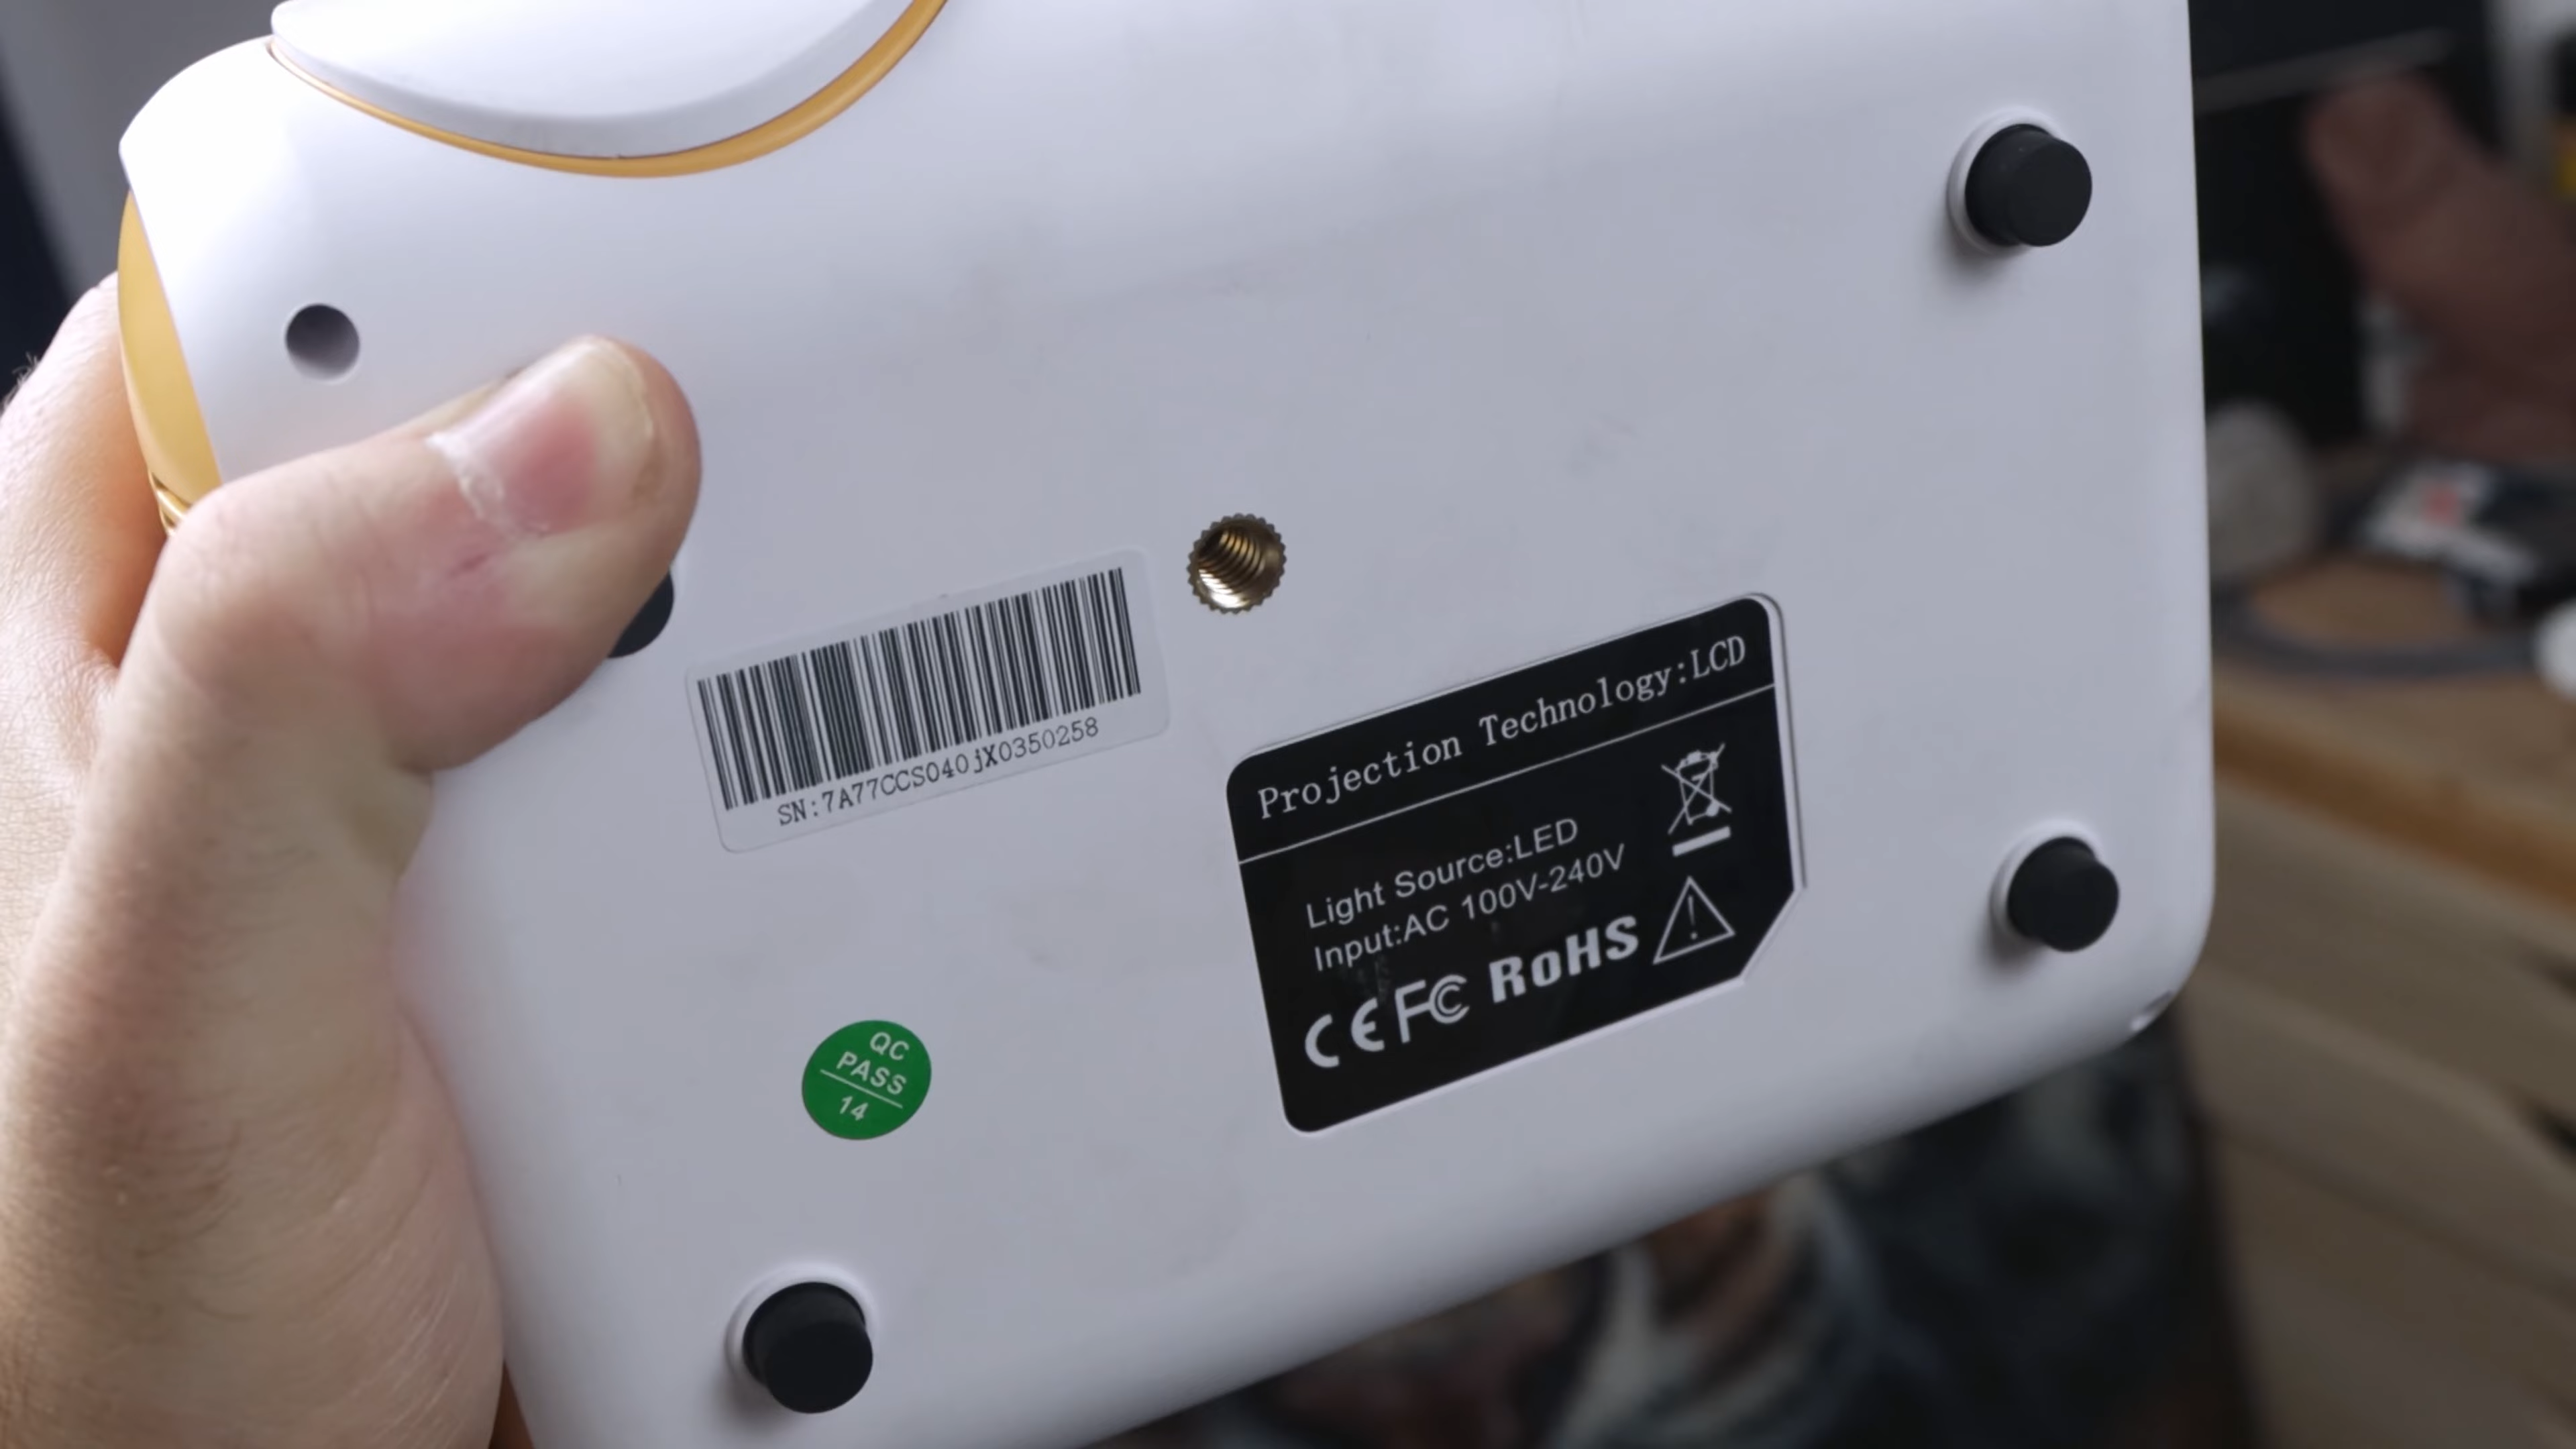 SN:7A77CCS040jX0350258
Projection Technology:LCD
Light Source:LED
Input:AC 100V-240V
CE FC RoHS
QC
PASS
14